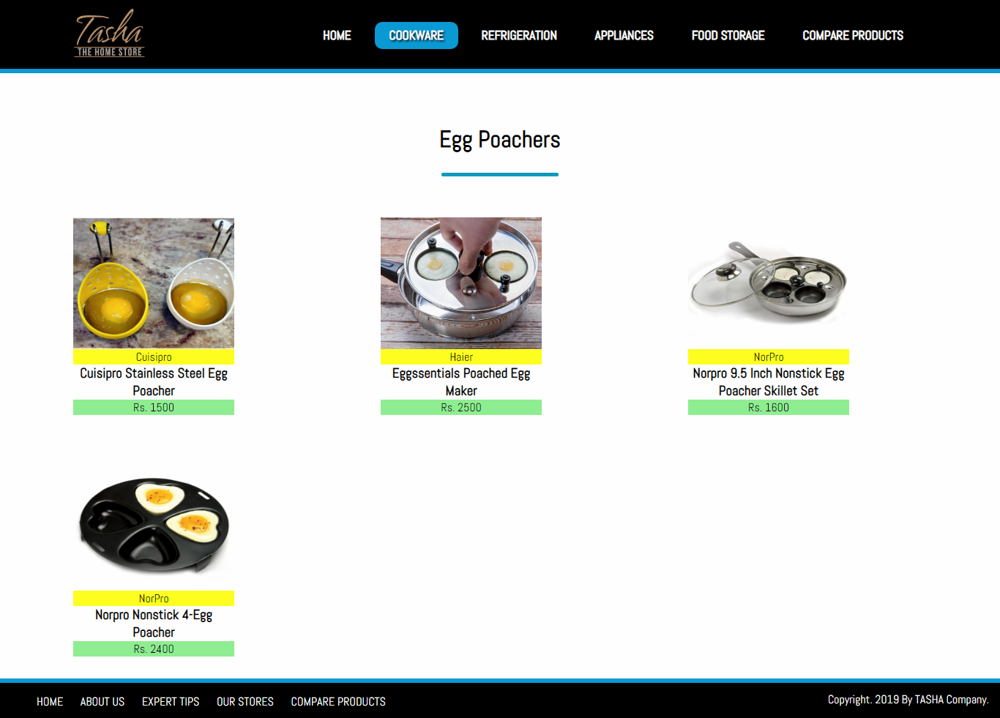 Tasha
THE HOME STORE
HOME COOKWARE REFRIGERATION APPLIANCES FOOD STORAGE COMPARE PRODUCTS
Egg Poachers
Cuisipro
Cuisipro Stainless Steel Egg
Poacher
Rs. 1500
Haier
Eggssentials Poached Egg
Maker
Rs. 2500
NorPro
Norpro 9.5 Inch Nonstick Egg
Poacher Skillet Set
Rs. 1600
NorPro
Norpro Nonstick 4-Egg
Poacher
Rs. 2400
HOME ABOUT US EXPERT TIPS OUR STORES COMPARE PRODUCTS
Copyright. 2019 By TASHA Company.